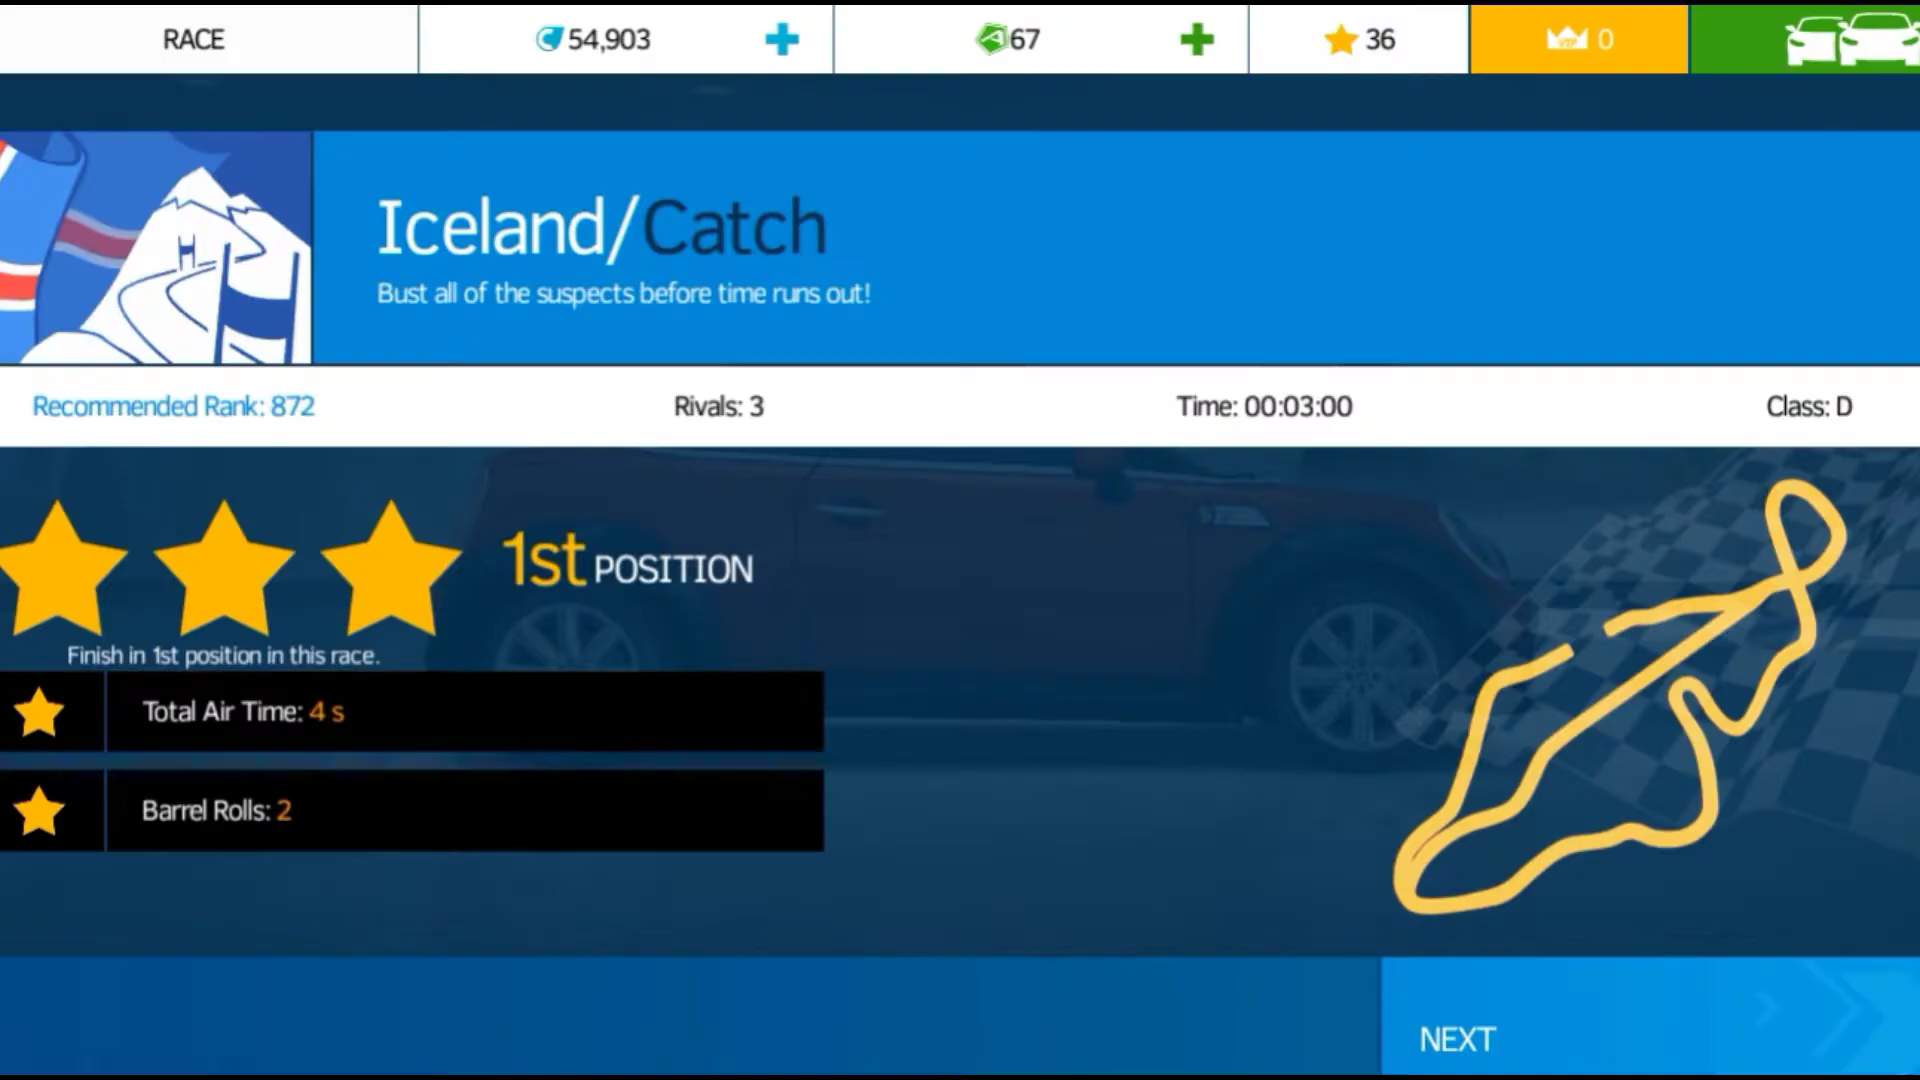 RACE 54,903 67 36 VIP 0
Iceland/Catch
Bust all of the suspects before time runs out!
Recommended Rank: 872 Rivals: 3 Time: 00:03:00 Class: D
1st POSITION
Finish in 1st position in this race.
Total Air Time: 4 s
Barrel Rolls: 2
NEXT